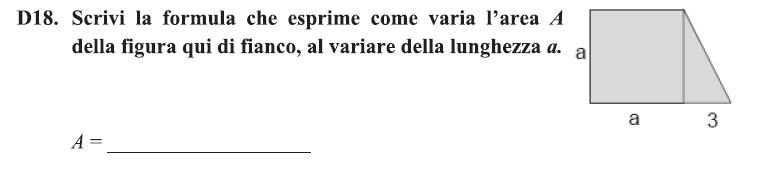 D18. Scrivi la formula che esprime come varia l’area A
della figura qui di fianco, al variare della lunghezza a.
a
a 3
A = ____________________